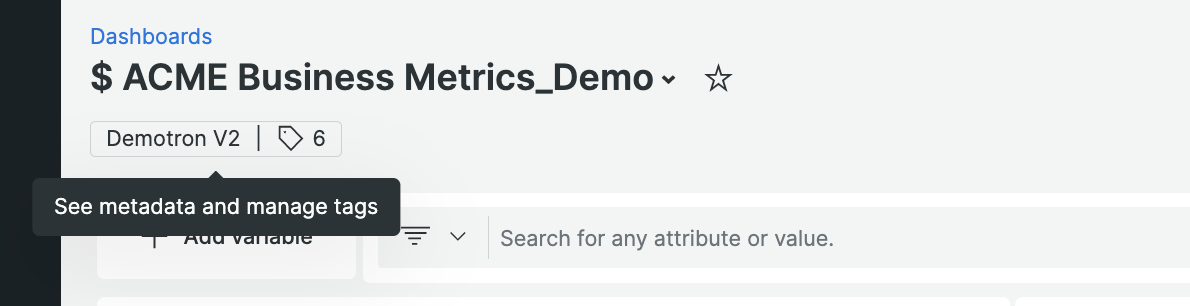 Dashboards
$ ACME Business Metrics_Demo
Demotron V2 | 6
See metadata and manage tags
Add variable
Search for any attribute or value.